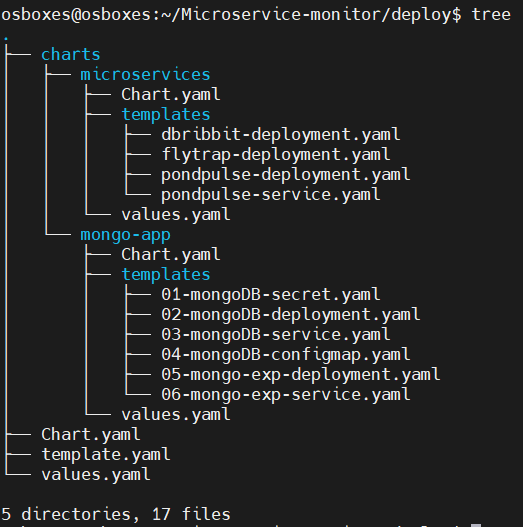 osboxes@osboxes:~/Microservice-monitor/deploy$ tree
.
├── charts
│   ├── microservices
│   │   ├── Chart.yaml
│   │   ├── templates
│   │   │   ├── dbribbit-deployment.yaml
│   │   │   ├── flytrap-deployment.yaml
│   │   │   ├── pondpulse-deployment.yaml
│   │   │   └── pondpulse-service.yaml
│   │   └── values.yaml
│   └── mongo-app
│       ├── Chart.yaml
│       ├── templates
│       │   ├── 01-mongoDB-secret.yaml
│       │   ├── 02-mongoDB-deployment.yaml
│       │   ├── 03-mongoDB-service.yaml
│       │   ├── 04-mongoDB-configmap.yaml
│       │   ├── 05-mongo-exp-deployment.yaml
│       │   └── 06-mongo-exp-service.yaml
│       └── values.yaml
├── Chart.yaml
├── template.yaml
└── values.yaml
5 directories, 17 files